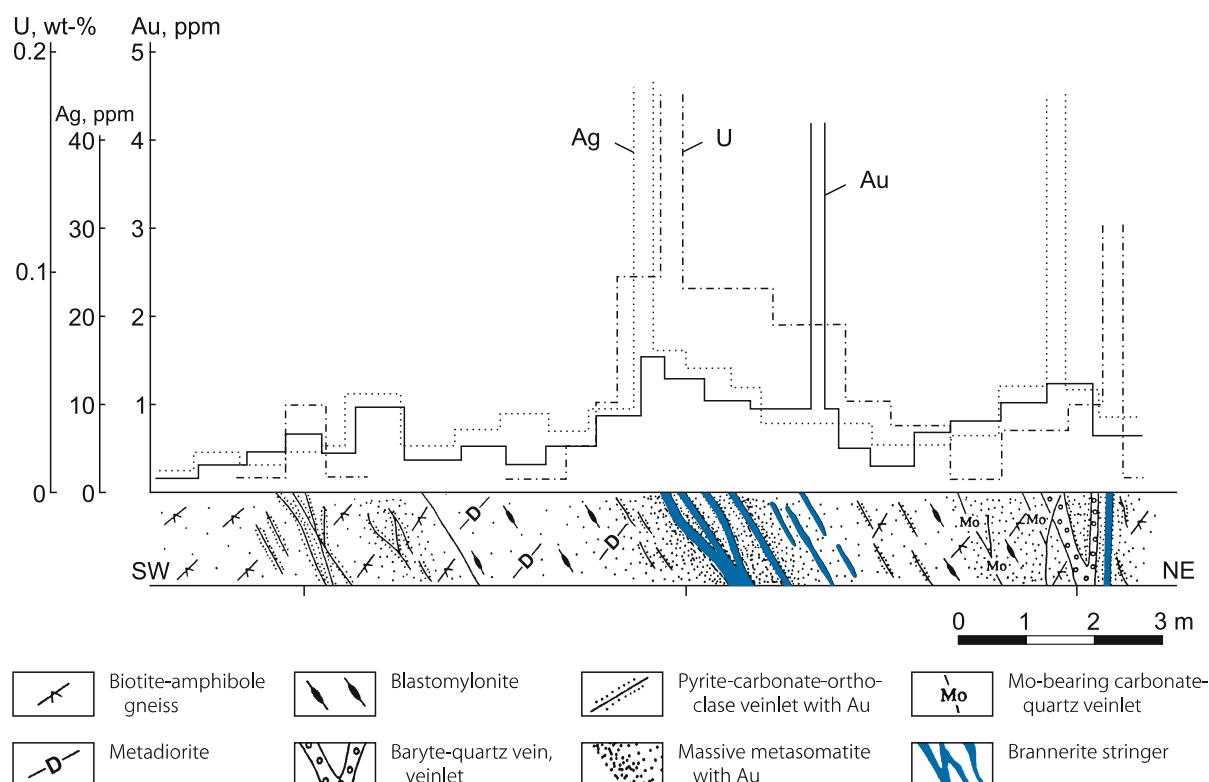 U, wt-% Au, ppm
0.2 5
Ag, ppm
40 4
Ag U
Au
30 3
0.1
20 2
10 1
0 0
D
D
D
Mo Mo
Mo
SW NE
0 1 2 3 m
Biotite-amphibole
gneiss
Blastomylonite
Pyrite-carbonate-ortho-
clase veinlet with Au
Mo
Mo-bearing carbonate-
quartz veinlet
D
Metadiorite
Baryte-quartz vein,
veinlet
Massive metasomatite
with Au
Brannerite stringer